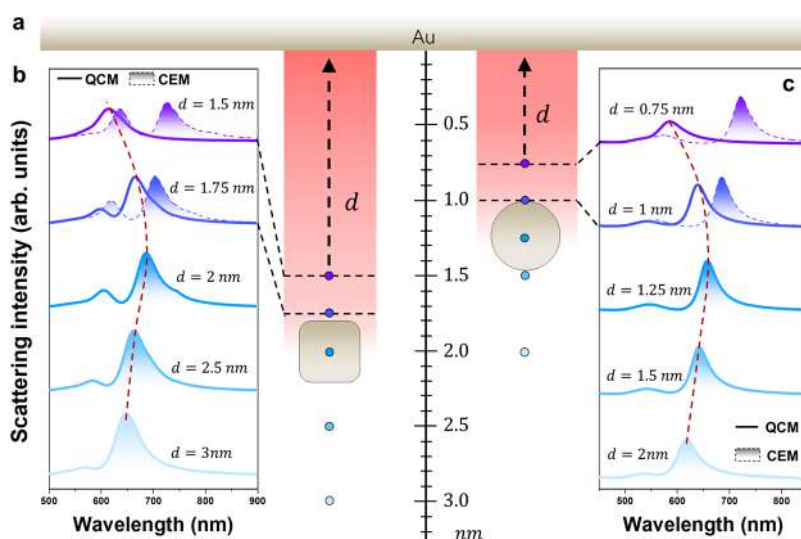 a
Au
b
QCM CEM
d = 1.5 nm
d = 1.75 nm
d = 2 nm
d = 2.5 nm
d = 3nm
Scattering intensity (arb. units)
500 600 700 800 900
Wavelength (nm)
d
0.5
1.0
1.5
2.0
2.5
3.0
nm
d
c
d = 0.75 nm
d = 1 nm
d = 1.25 nm
d = 1.5 nm
d = 2nm
QCM
CEM
500 600 700 800
Wavelength (nm)